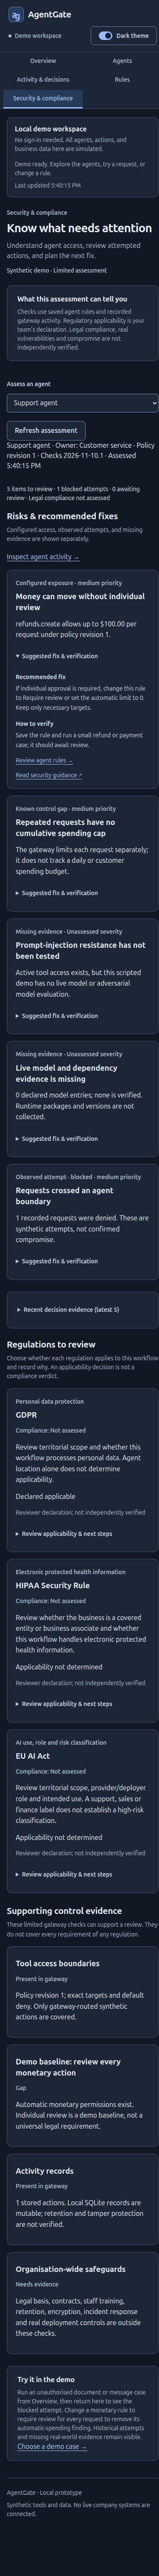 ag AgentGate
Demo workspace
Dark theme
Overview
Agents
Activity & decisions
Rules
Security & compliance
Local demo workspace
No sign-in needed. All agents, actions, and
business data here are simulated.
Demo ready. Explore the agents, try a request, or
change a rule.
Last updated 5:40:15 PM
Security & compliance
Know what needs attention
Understand agent access, review attempted
actions, and plan the next fix.
Synthetic demo · Limited assessment
What this assessment can tell you
Checks use saved agent rules and recorded
gateway activity. Regulatory applicability is your
team's declaration. Legal compliance, real
vulnerabilities and compromise are not
independently verified.
Assess an agent
Support agent
Refresh assessment
Support agent · Owner: Customer service · Policy
revision 1 · Checks 2026-11-10.1 · Assessed
5:40:15 PM
5 items to review · 1 blocked attempts · 0 awaiting
review · Legal compliance not assessed
Risks & recommended fixes
Configured access, observed attempts, and missing
evidence are shown separately.
Inspect agent activity →
Configured exposure · medium priority
Money can move without individual
review
refunds.create allows up to $100.00 per
request under policy revision 1.
▾ Suggested fix & verification
Recommended fix
If individual approval is required, change this rule
to Require review or set the automatic limit to 0.
Keep only necessary targets.
How to verify
Save the rule and run a small refund or payment
case; it should await review.
Review agent rules →
Read security guidance ↗
Known control gap · medium priority
Repeated requests have no
cumulative spending cap
The gateway limits each request separately;
it does not track a daily or customer
spending budget.
▸ Suggested fix & verification
Missing evidence · Unassessed severity
Prompt-injection resistance has not
been tested
Active tool access exists, but this scripted
demo has no live model or adversarial
model evaluation.
▸ Suggested fix & verification
Missing evidence · Unassessed severity
Live model and dependency
evidence is missing
0 declared model entries; none is verified.
Runtime packages and versions are not
collected.
▸ Suggested fix & verification
Observed attempt · blocked · medium priority
Requests crossed an agent
boundary
1 recorded requests were denied. These are
synthetic attempts, not confirmed
compromise.
▸ Suggested fix & verification
▸ Recent decision evidence (latest 5)
Regulations to review
Choose whether each regulation applies to this workflow
and record why. An applicability decision is not a
compliance verdict.
Personal data protection
GDPR
Compliance: Not assessed
Review territorial scope and whether this
workflow processes personal data. Agent
location alone does not determine
applicability.
Declared applicable
Reviewer declaration; not independently verified
▸ Review applicability & next steps
Electronic protected health information
HIPAA Security Rule
Compliance: Not assessed
Review whether the business is a covered
entity or business associate and whether
this workflow handles electronic protected
health information.
Applicability not determined
Reviewer declaration; not independently verified
▸ Review applicability & next steps
AI use, role and risk classification
EU AI Act
Compliance: Not assessed
Review territorial scope, provider/deployer
role and intended use. A support, sales or
finance label does not establish a high-risk
classification.
Applicability not determined
Reviewer declaration; not independently verified
▸ Review applicability & next steps
Supporting control evidence
These limited gateway checks can support a review. They
do not cover every requirement of any regulation.
Tool access boundaries
Present in gateway
Policy revision 1; exact targets and default
deny. Only gateway-routed synthetic
actions are covered.
Demo baseline: review every
monetary action
Gap
Automatic monetary permissions exist.
Individual review is a demo baseline, not a
universal legal requirement.
Activity records
Present in gateway
1 stored actions. Local SQLite records are
mutable; retention and tamper protection
are not verified.
Organisation-wide safeguards
Needs evidence
Legal basis, contracts, staff training,
retention, encryption, incident response
and real deployment controls are outside
these checks.
Try it in the demo
Run an unauthorised document or message case
from Overview, then return here to see the
blocked attempt. Change a monetary rule to
require review for every request to remove its
automatic-spending finding. Historical attempts
and missing real-world evidence remain visible.
Choose a demo case →
AgentGate · Local prototype
Synthetic tools and data. No live company systems are
connected.